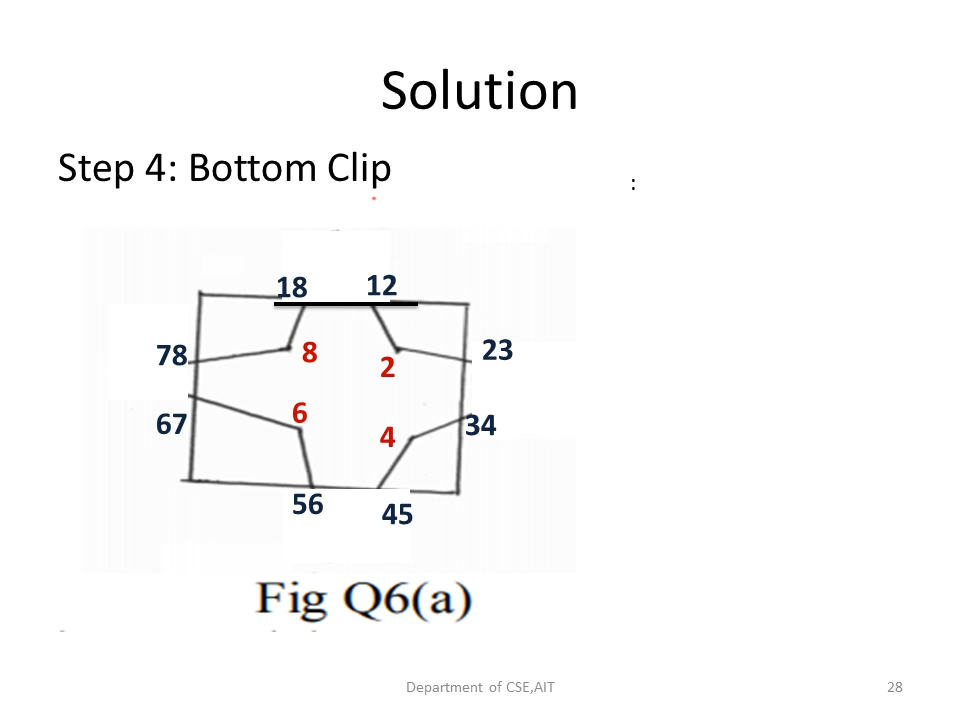 Solution
Step 4: Bottom Clip
:
18 12
78 8 2 23
67 6 4 34
56 45
Fig Q6(a)
Department of CSE,AIT 28